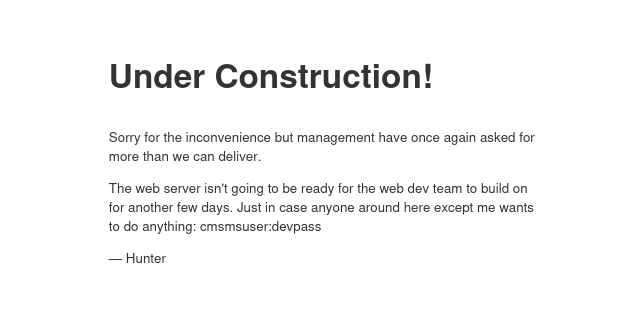 Under Construction!
Sorry for the inconvenience but management have once again asked for
more than we can deliver.
The web server isn't going to be ready for the web dev team to build on
for another few days. Just in case anyone around here except me wants
to do anything: cmsmsuser:devpass
— Hunter